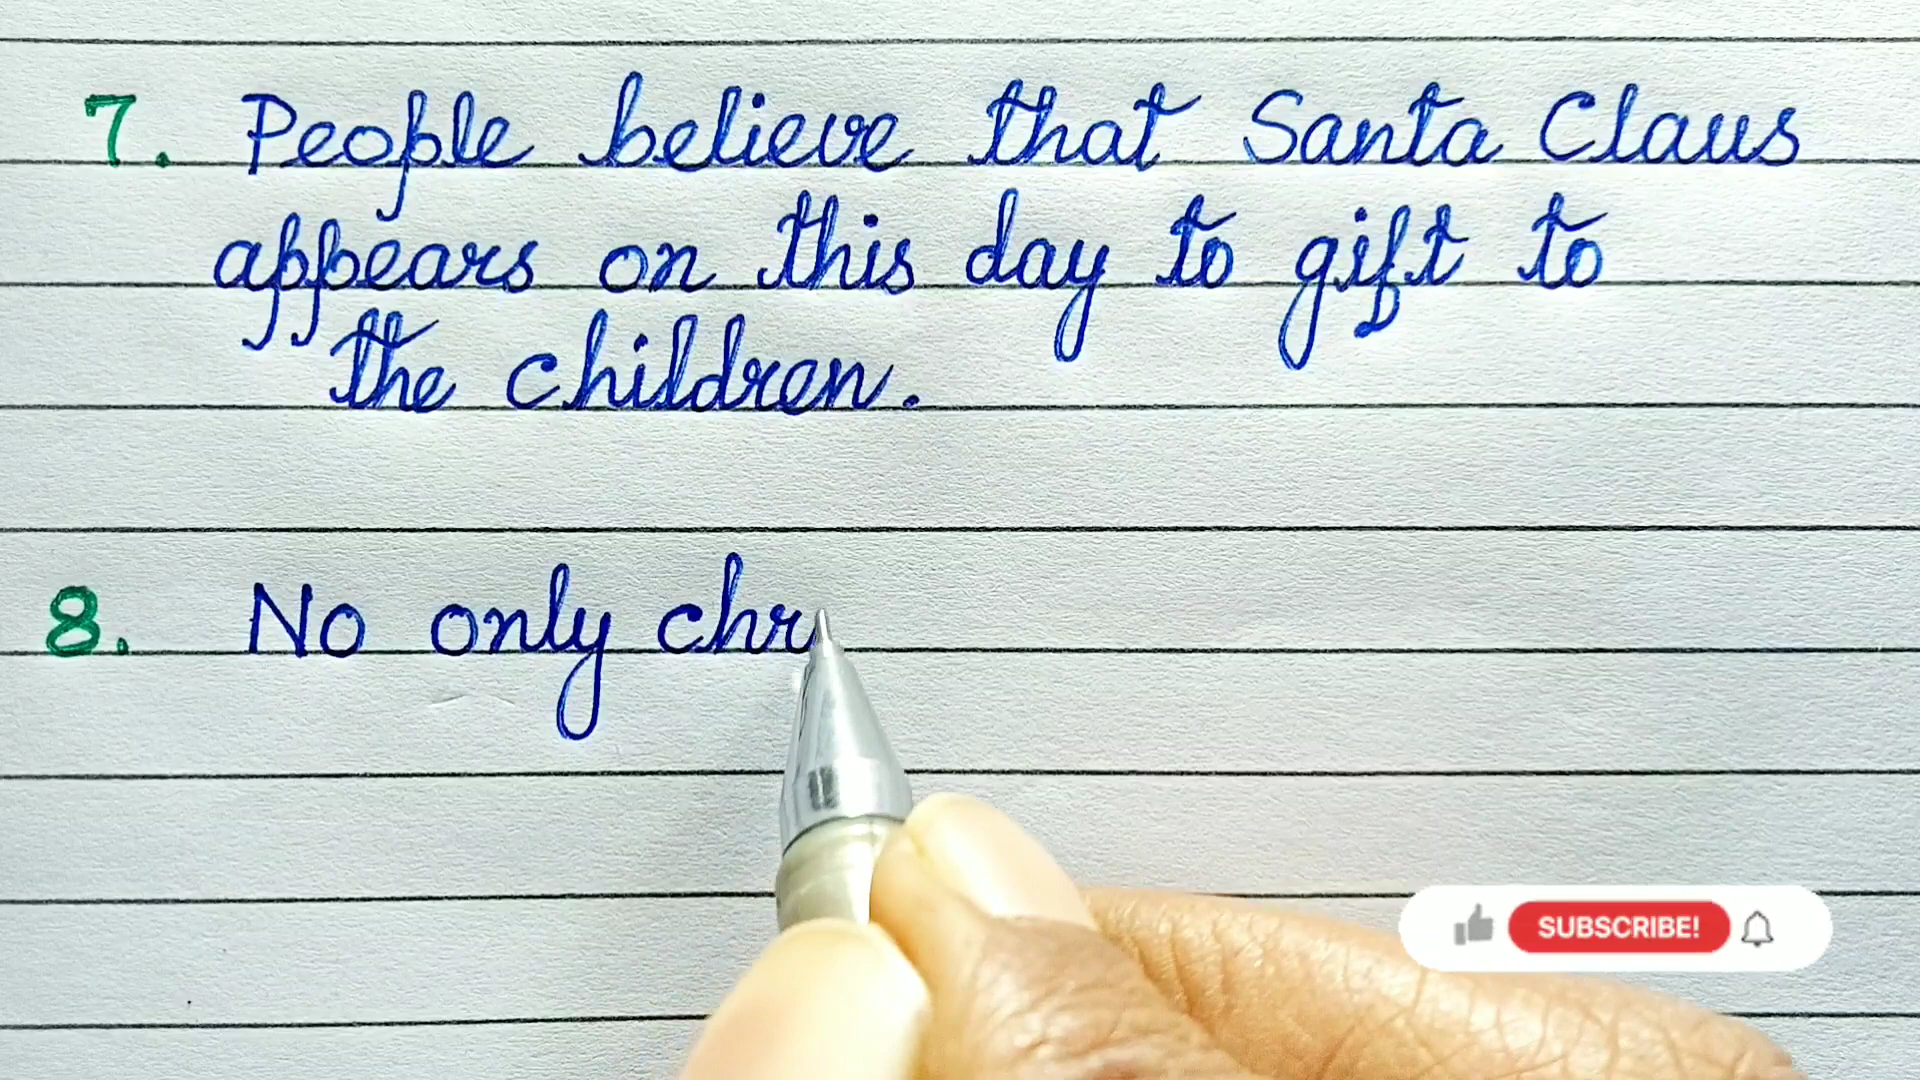 7. People believe that Santa Claus
appears on this day to gift to
the children.
8. No only chr
SUBSCRIBE!